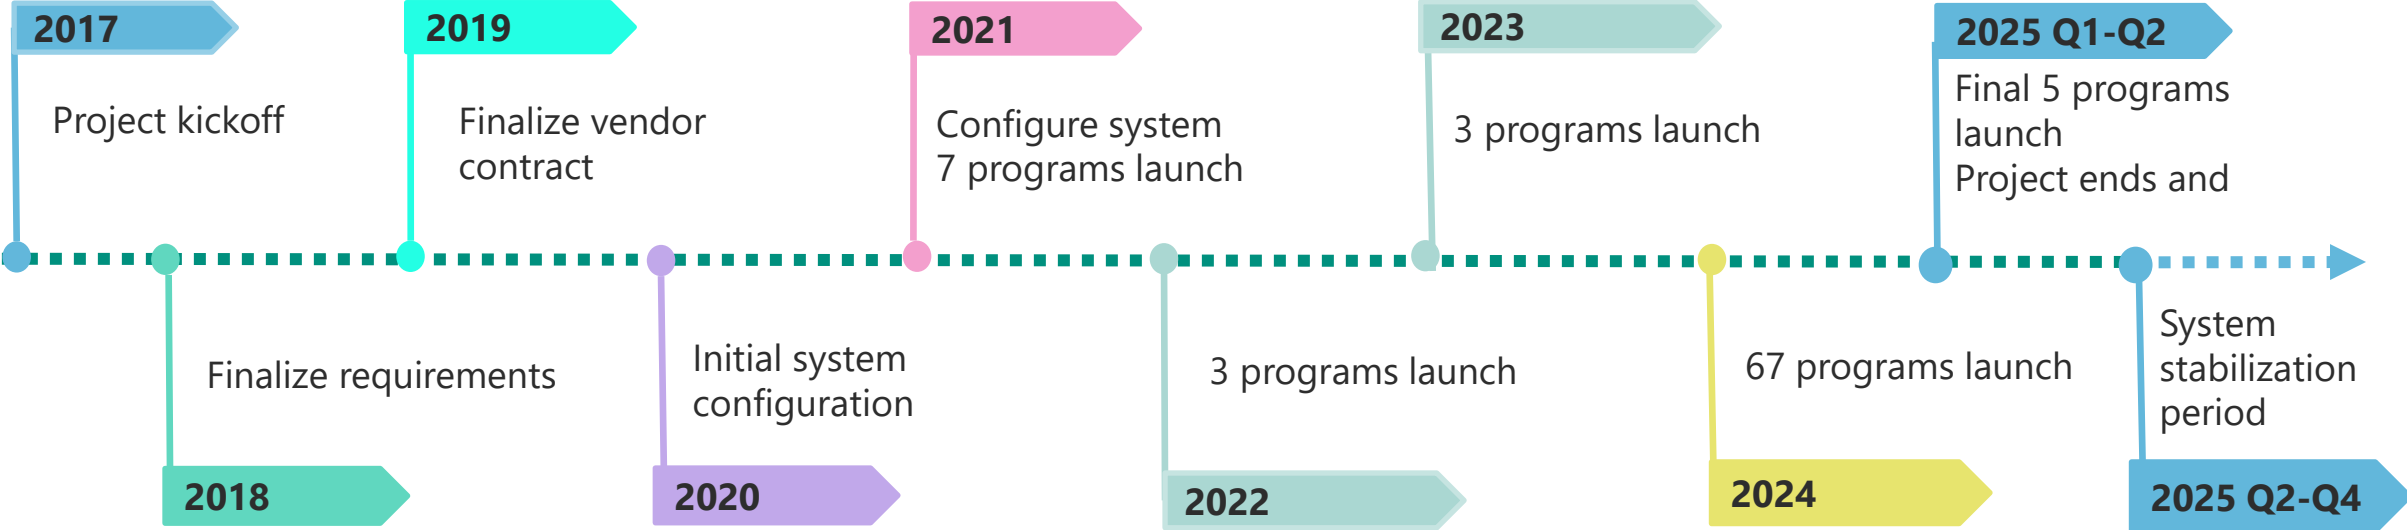 2017
Project kickoff
2018
Finalize requirements
2019
Finalize vendor
contract
2020
Initial system
configuration
2021
Configure system
7 programs launch
2022
3 programs launch
2023
3 programs launch
2024
67 programs launch
2025 Q1-Q2
Final 5 programs
launch
Project ends and
2025 Q2-Q4
System
stabilization
period